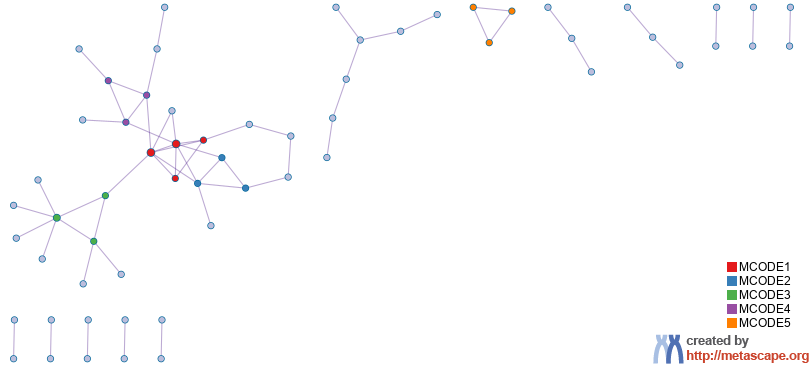 MCODE1
MCODE2
MCODE3
MCODE4
MCODE5
created by
http://metascape.org